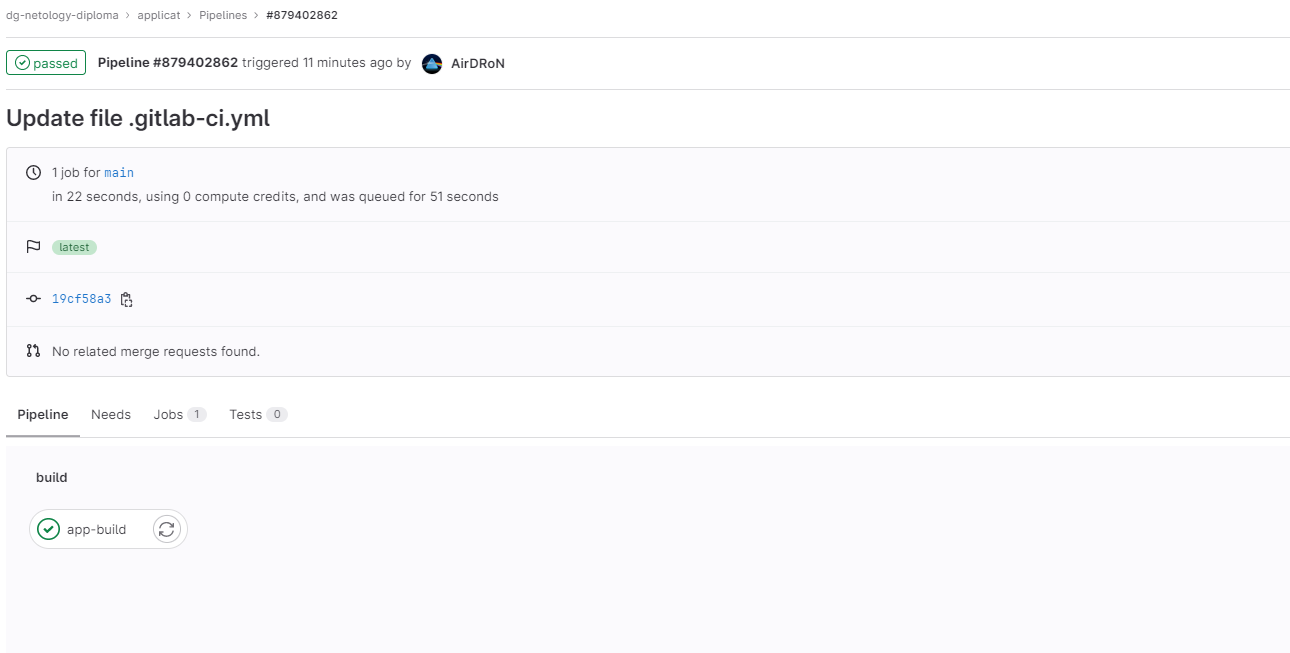 dg-netology-diploma › applicat › Pipelines › #879402862
passed Pipeline #879402862 triggered 11 minutes ago by AirDRoN
Update file .gitlab-ci.yml
1 job for main
in 22 seconds, using 0 compute credits, and was queued for 51 seconds
latest
19cf58a3
No related merge requests found.
Pipeline Needs Jobs 1 Tests 0
build
app-build